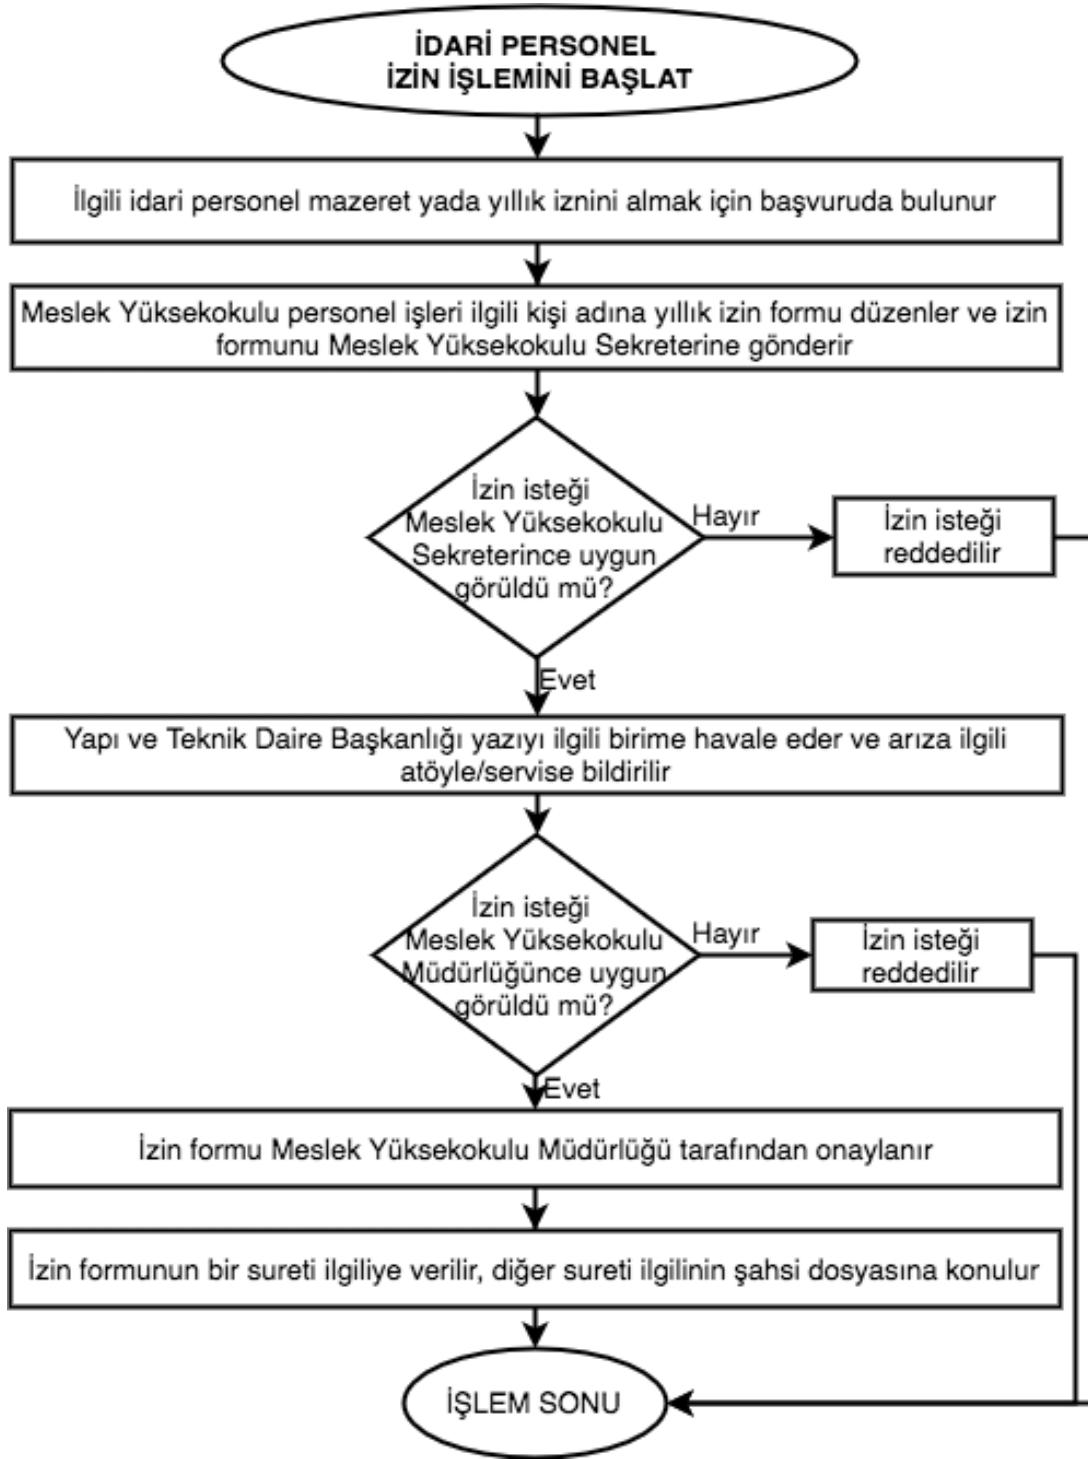 İDARİ PERSONEL
İZİN İŞLEMİNİ BAŞLAT
İlgili idari personel mazeret yada yıllık iznini almak için başvuruda bulunur
Meslek Yüksekokulu personel işleri ilgili kişi adına yıllık izin formu düzenler ve izin
formunu Meslek Yüksekokulu Sekreterine gönderir
İzin isteği
Meslek Yüksekokulu
Sekreterince uygun
görüldü mü?
Hayır
İzin isteği
reddedilir
Evet
Yapı ve Teknik Daire Başkanlığı yazıyı ilgili birime havale eder ve arıza ilgili
atöyle/servise bildirilir
İzin isteği
Meslek Yüksekokulu
Müdürlüğünce uygun
görüldü mü?
Hayır
İzin isteği
reddedilir
Evet
İzin formu Meslek Yüksekokulu Müdürlüğü tarafından onaylanır
İzin formunun bir sureti ilgiliye verilir, diğer sureti ilgilinin şahsi dosyasına konulur
İŞLEM SONU